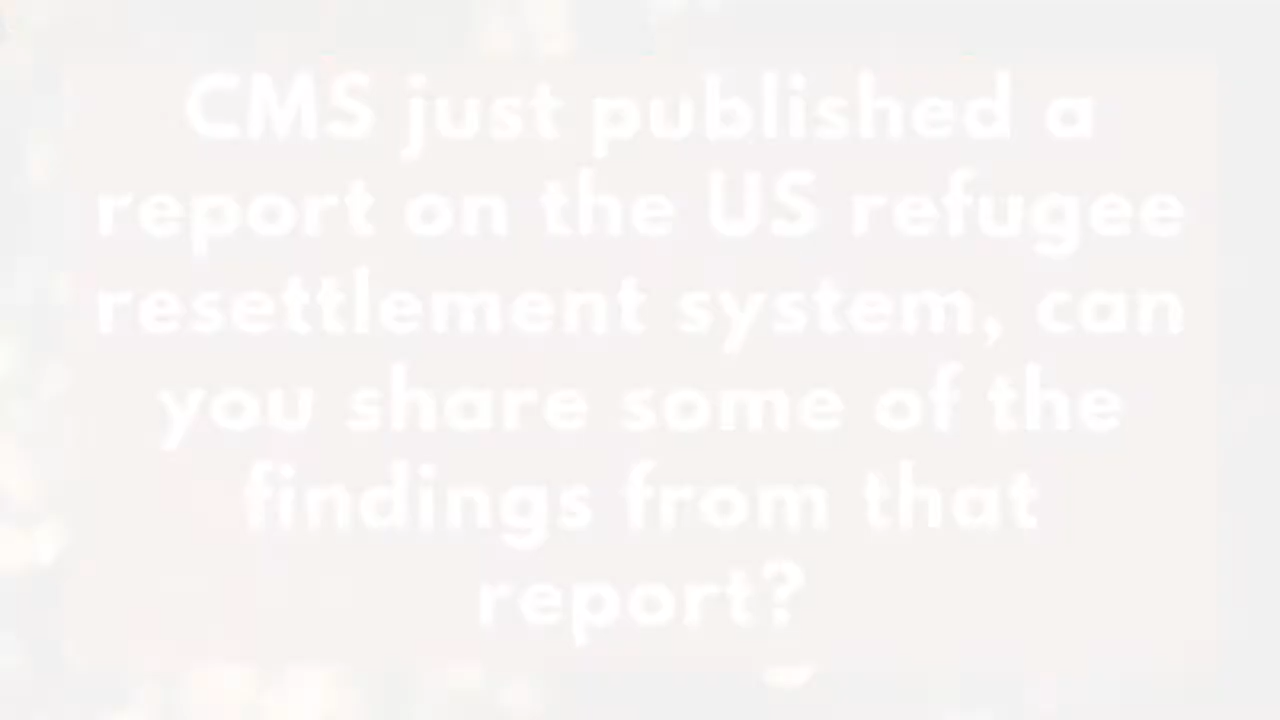 CMS just published a
report on the US refugee
resettlement system, can
you share some of the
findings from that
report?